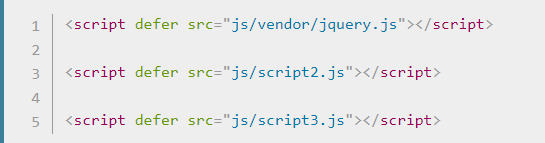 1 <script defer src="js/vendor/jquery.js"></script>
2
3 <script defer src="js/script2.js"></script>
4
5 <script defer src="js/script3.js"></script>